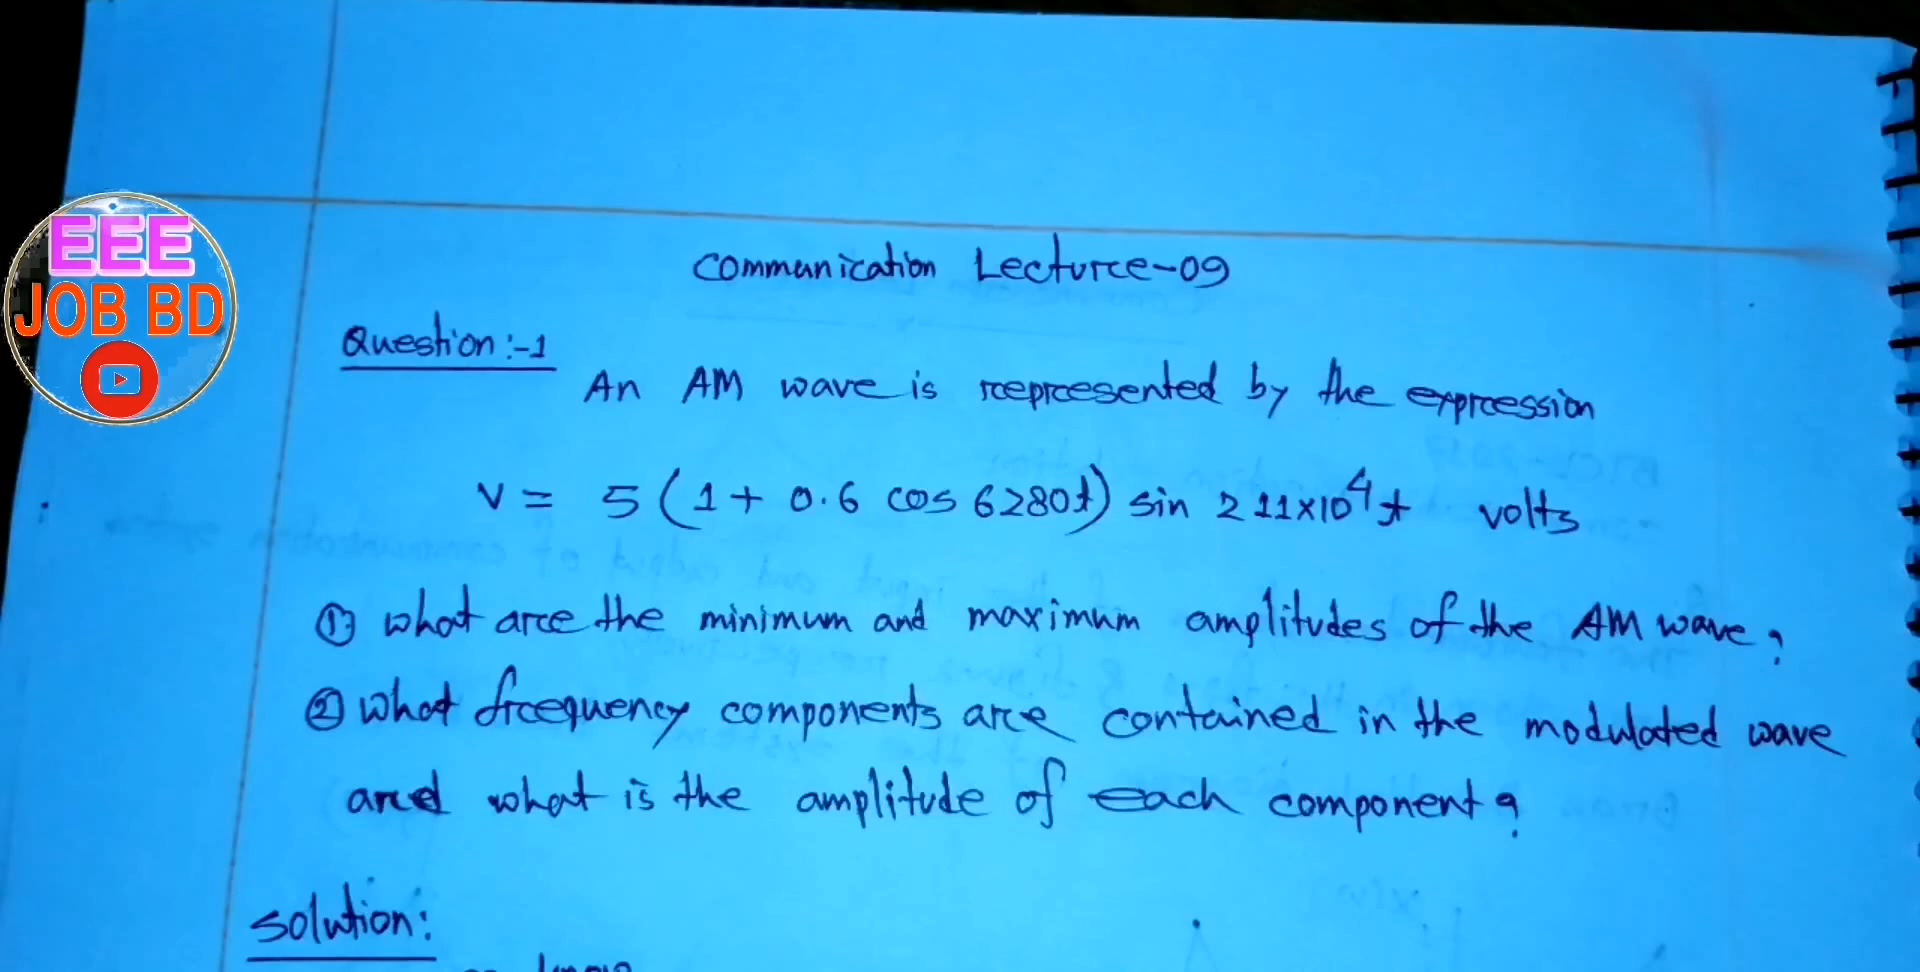 EEE
JOB BD
Communication Lecture-09
Question:-1
An AM wave is represented by the expression
v = 5 (1 + 0.6 cos 6280t) sin 211×10⁴t volts
① what are the minimum and maximum amplitudes of the AM wave?
② what frequency components are contained in the modulated wave
and what is the amplitude of each component?
Solution: